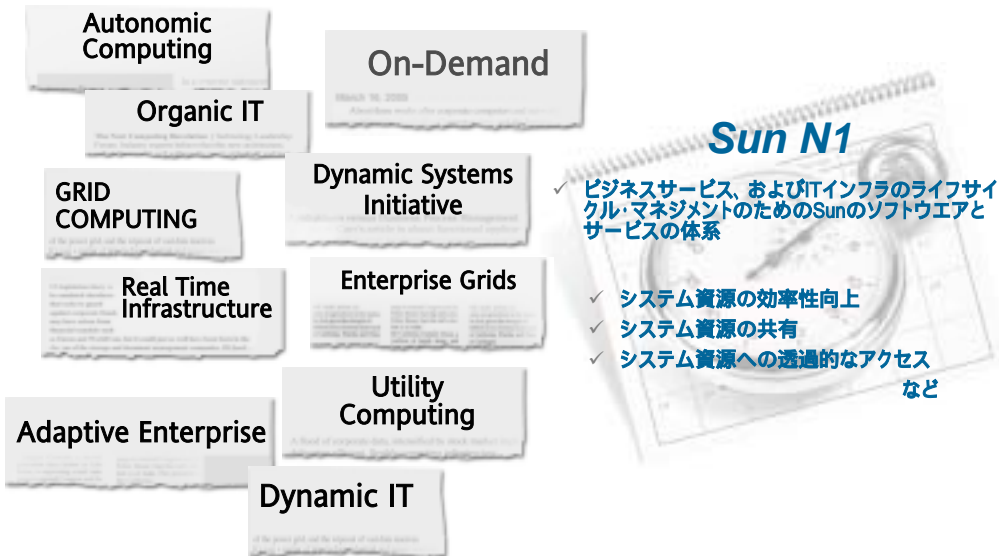 Autonomic
Computing
On-Demand
March 16, 2003
Organic IT
GRID
COMPUTING
Dynamic Systems
Initiative
Real Time
Infrastructure
Enterprise Grids
Utility
Computing
Adaptive Enterprise
Dynamic IT
Sun N1
✓ ビジネスサービス、およびITインフラのライフサイ
クル・マネジメントのためのSunのソフトウエアと
サービスの体系
✓ システム資源の効率性向上
✓ システム資源の共有
✓ システム資源への透過的なアクセス
など